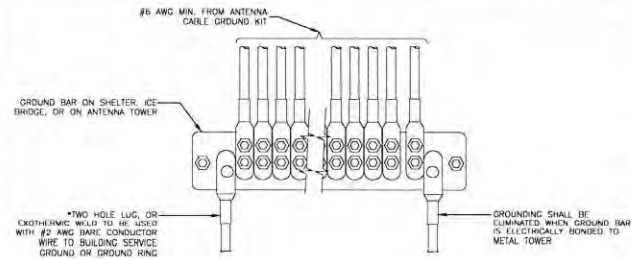 #6 AWG MIN. FROM ANTENNA
CABLE GROUND KIT
GROUND BAR ON SHELTER, ICE
BRIDGE, OR ON ANTENNA TOWER
*TWO HOLE LUG, OR
EXOTHERMIC WELD TO BE USED
WITH #2 AWG BARE CONDUCTOR
WIRE TO BUILDING SERVICE
GROUND OR GROUND RING
GROUNDING SHALL BE
ELIMINATED WHEN GROUND BAR
IS ELECTRICALLY BONDED TO
METAL TOWER